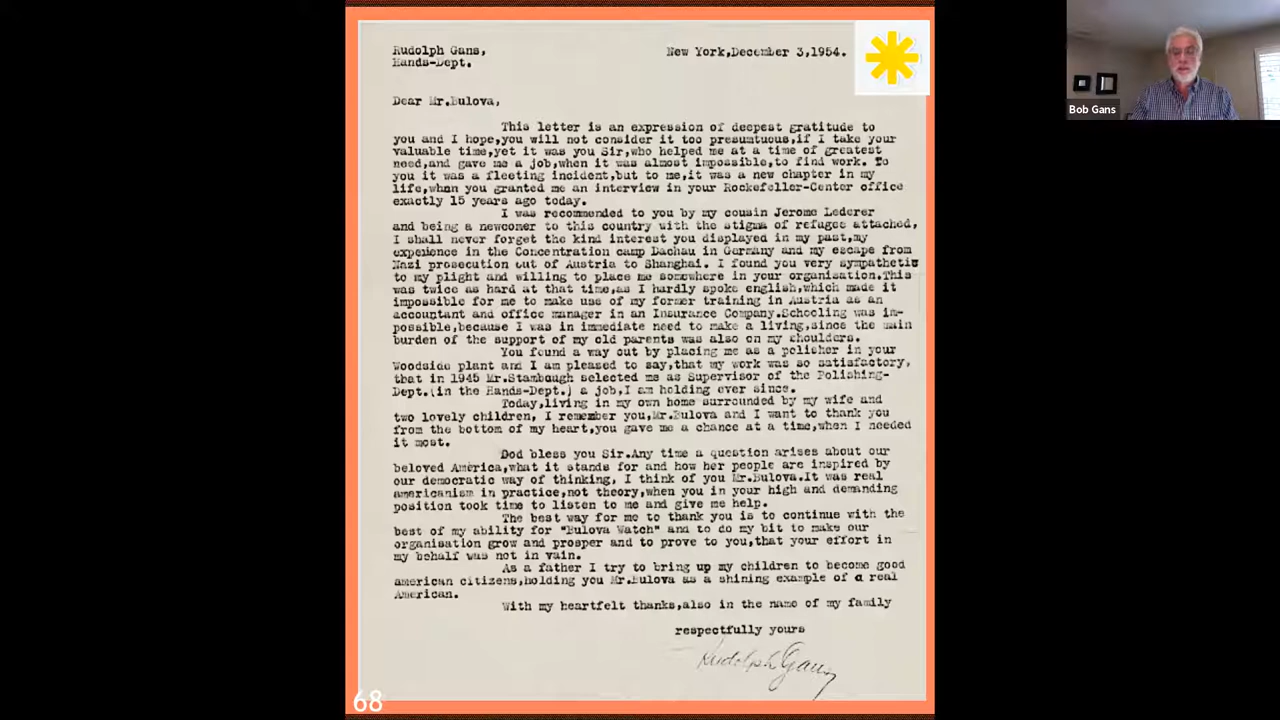 Rudolph Gans,
Hands-Dept.
New York,December 3,1954.
Dear Mr.Bulova,
This letter is an expression of deepest gratitude to
you and I hope,you will not consider it too presumtuous,if I take your
valuable time,yet it was you Sir,who helped me at a time of greatest
need,and gave me a job,when it was almost impossible,to find work. To
you it was a fleeting incident,but to me,it was a new chapter in my
life,when you granted me an interview in your Rockefeller-Center office
exactly 15 years ago today.
I was recommended to you by my cousin Jerome Lederer
and being a newcomer to this country with the stigma of refugee attached,
I shall never forget the kind interest you displayed in my past,my
experience in the Concentration camp Dachau in Germany and my escape from
Nazi prosecution out of Austria to Shanghai. I found you very sympathetic
to my plight and willing to place me somewhere in your organisation.This
was twice as hard at that time,as I hardly spoke english,which made it
impossible for me to make use of my former training in Austria as an
accountant and office manager in an Insurance Company.Schooling was im-
possible,because I was in immediate need to make a living,since the main
burden of the support of my old parents was also on my shoulders.
You found a way out by placing me as a polisher in your
Woodside plant and I am pleased to say,that my work was so satisfactory,
that in 1945 Mr.Stambaugh selected me as Supervisor of the Polishing-
Dept.(in the Hands-Dept.) a job,I am holding ever since.
Today,living in my own home surrounded by my wife and
two lovely children, I remember you,Mr.Bulova and I want to thank you
from the bottom of my heart,you gave me a chance at a time,when I needed
it most.
God bless you Sir.Any time a question arises about our
beloved America,what it stands for and how her people are inspired by
our democratic way of thinking, I think of you Mr.Bulova.It was real
americanism in practice,not theory,when you in your high and demanding
position took time to listen to me and give me help.
The best way for me to thank you is to continue with the
best of my ability for "Bulova Watch" and to do my bit to make our
organisation grow and prosper and to prove to you,that your effort in
my behalf was not in vain.
As a father I try to bring up my children to become good
american citizens,holding you Mr.Bulova as a shining example of a real
American.
With my heartfelt thanks,also in the name of my family
respectfully yours
Rudolph Gans
68
Bob Gans